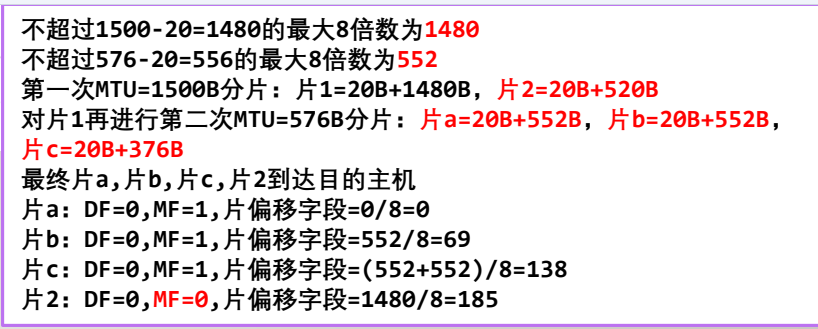 不超过1500-20=1480的最大8倍数为1480
不超过576-20=556的最大8倍数为552
第一次MTU=1500B分片：片1=20B+1480B，片2=20B+520B
对片1再进行第二次MTU=576B分片：片a=20B+552B，片b=20B+552B，
片c=20B+376B
最终片a,片b,片c,片2到达目的主机
片a：DF=0,MF=1,片偏移字段=0/8=0
片b：DF=0,MF=1,片偏移字段=552/8=69
片c：DF=0,MF=1,片偏移字段=(552+552)/8=138
片2：DF=0,MF=0,片偏移字段=1480/8=185